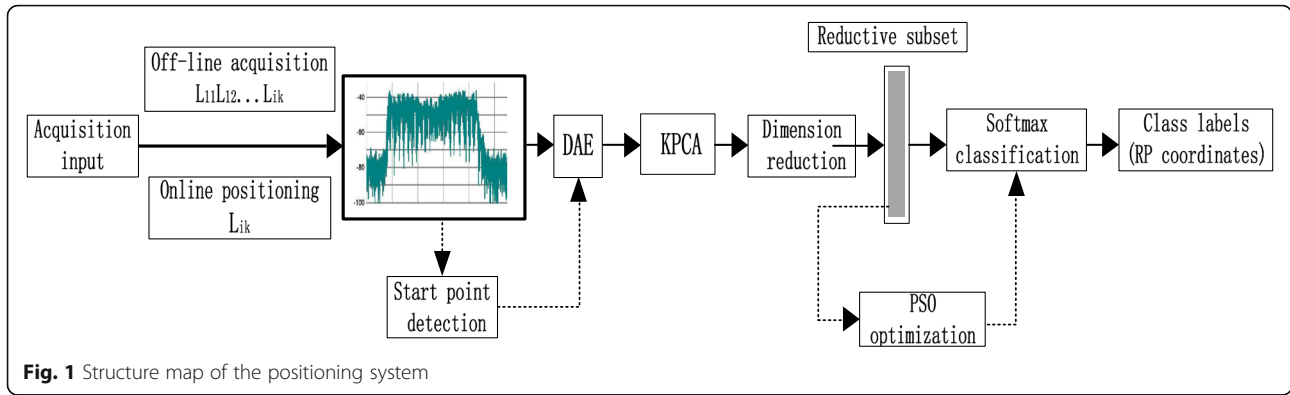 Reductive subset
Off-line acquisition
L11L12...Lik
Acquisition
input
Online positioning
Lik
-40
-60
-80
-100
DAE
KPCA
Dimension
reduction
Softmax
classification
Class labels
(RP coordinates)
Start point
detection
PSO
optimization
Fig. 1 Structure map of the positioning system